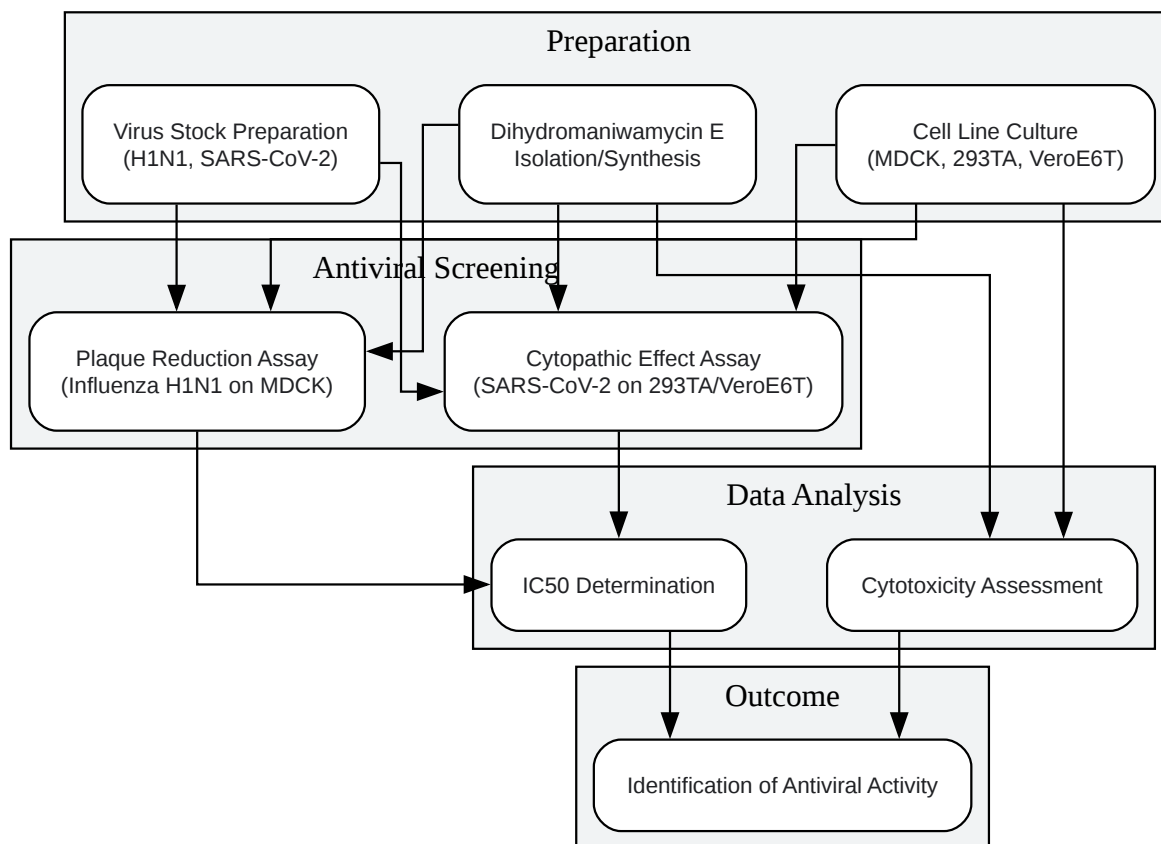 Preparation
Virus Stock Preparation
(H1N1, SARS-CoV-2)
Dihydromaniwamycin E
Isolation/Synthesis
Cell Line Culture
(MDCK, 293TA, VeroE6T)
Antiviral Screening
Plaque Reduction Assay
(Influenza H1N1 on MDCK)
Cytopathic Effect Assay
(SARS-CoV-2 on 293TA/VeroE6T)
Data Analysis
IC50 Determination
Cytotoxicity Assessment
Outcome
Identification of Antiviral Activity